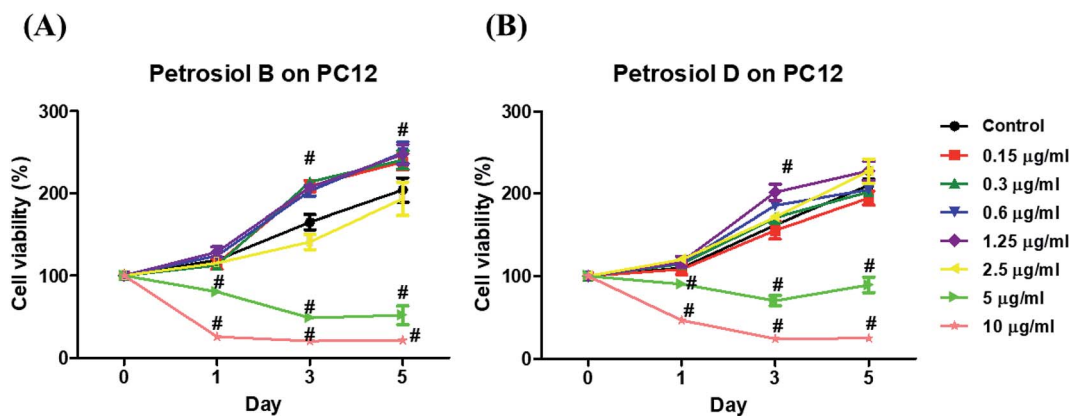 (A)
Petrosiol B on PC12
Cell viability (%)
300
200
100
0
#
#
#
#
#
#
#
#
0 1 3 5
Day
(B)
Petrosiol D on PC12
Cell viability (%)
300
200
100
0
#
#
#
#
#
#
#
0 1 3 5
Day
Control
0.15 µg/ml
0.3 µg/ml
0.6 µg/ml
1.25 µg/ml
2.5 µg/ml
5 µg/ml
10 µg/ml